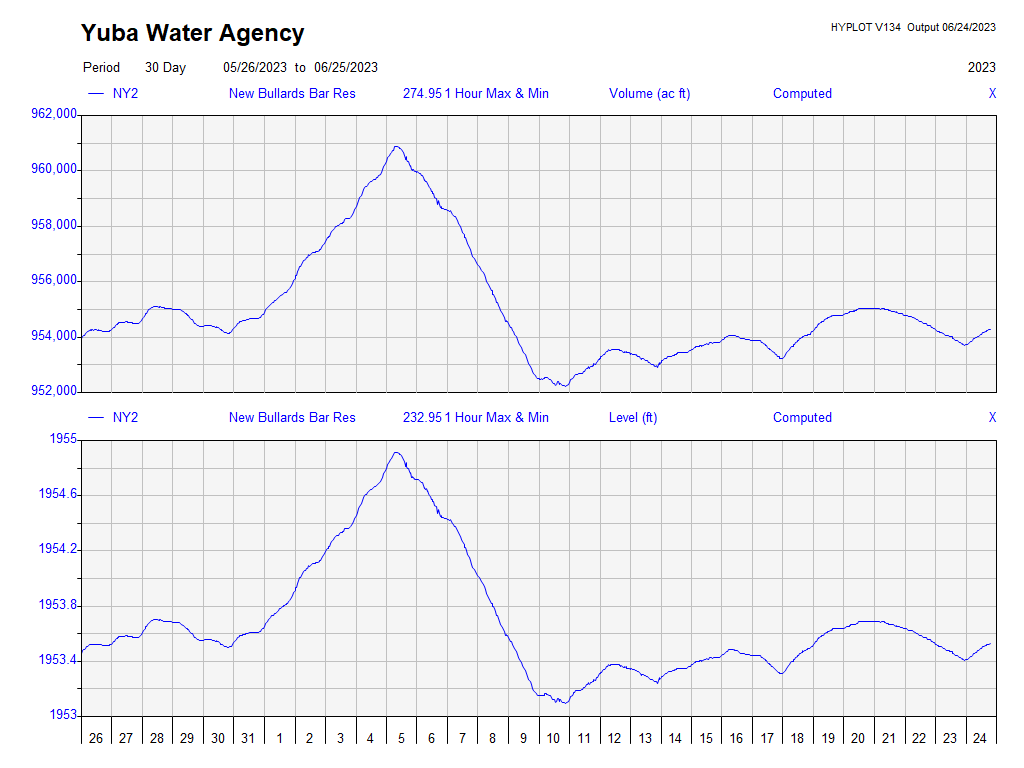 Yuba Water Agency
HYPLOT V134 Output 06/24/2023
Period 30 Day 05/26/2023 to 06/25/2023 2023
NY2 New Bullards Bar Res 274.95 1 Hour Max & Min Volume (ac ft) Computed X
962,000
960,000
958,000
956,000
954,000
952,000
NY2 New Bullards Bar Res 232.95 1 Hour Max & Min Level (ft) Computed X
1955
1954.6
1954.2
1953.8
1953.4
1953
26 27 28 29 30 31 1 2 3 4 5 6 7 8 9 10 11 12 13 14 15 16 17 18 19 20 21 22 23 24